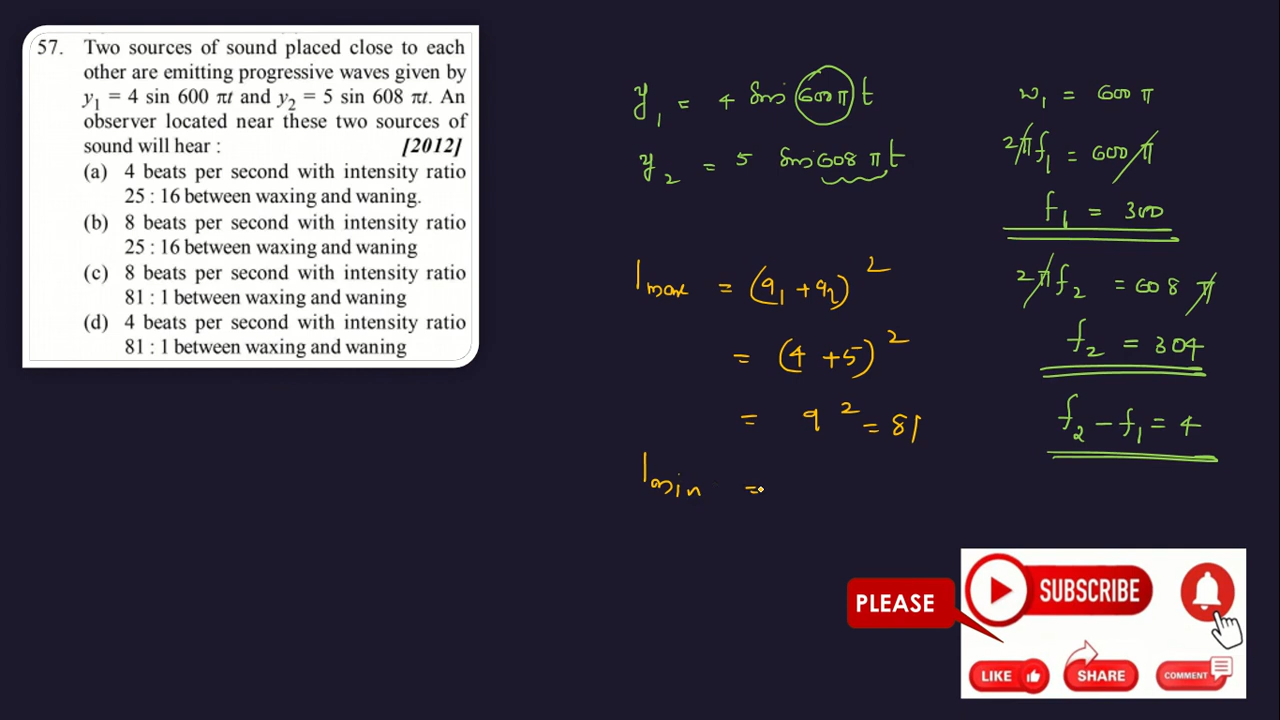 57. Two sources of sound placed close to each
other are emitting progressive waves given by
y₁ = 4 sin 600 πt and y₂ = 5 sin 608 πt. An
observer located near these two sources of
sound will hear : [2012]
(a) 4 beats per second with intensity ratio
25 : 16 between waxing and waning.
(b) 8 beats per second with intensity ratio
25 : 16 between waxing and waning
(c) 8 beats per second with intensity ratio
81 : 1 between waxing and waning
(d) 4 beats per second with intensity ratio
81 : 1 between waxing and waning
y₁ = 4 sin 600 π t
y₂ = 5 sin 608 π t
I max = (a₁ + a₂)²
= (4 + 5)²
= 9² = 81
I min =
w₁ = 600 π
2πf₁ = 600 π
f₁ = 300
2πf₂ = 608 π
f₂ = 304
f₂ − f₁ = 4
PLEASE
SUBSCRIBE
LIKE
SHARE
COMMENT